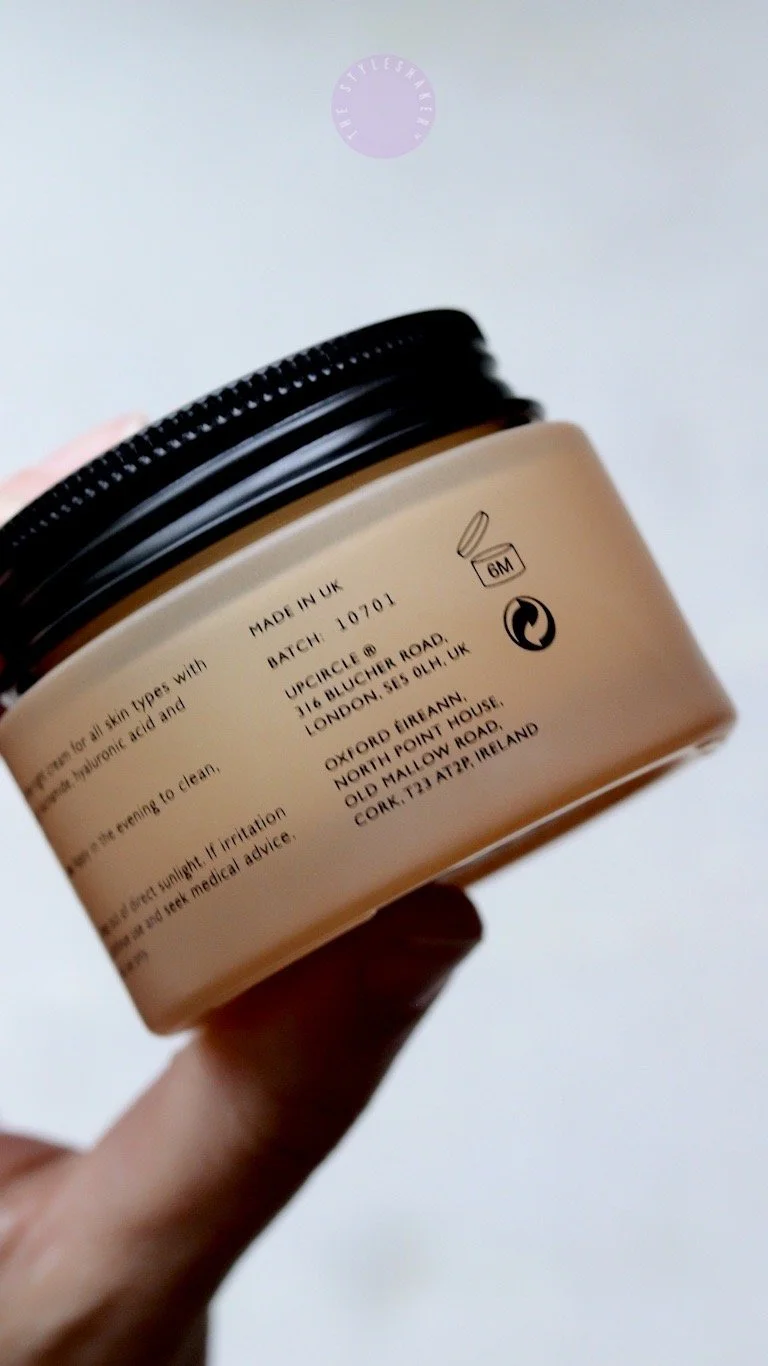 THE STYLESHAKER
night cream for all skin types with
hyaluronic acid and
in the evening to clean,
of direct sunlight. If irritation
use and seek medical advice.
MADE IN UK
BATCH: 10701
UPCIRCLE ®
316 BLUCHER ROAD,
LONDON, SE5 0LH, UK
OXFORD ÉIREANN,
NORTH POINT HOUSE,
OLD MALLOW ROAD,
CORK, T23 AT2P, IRELAND
6M